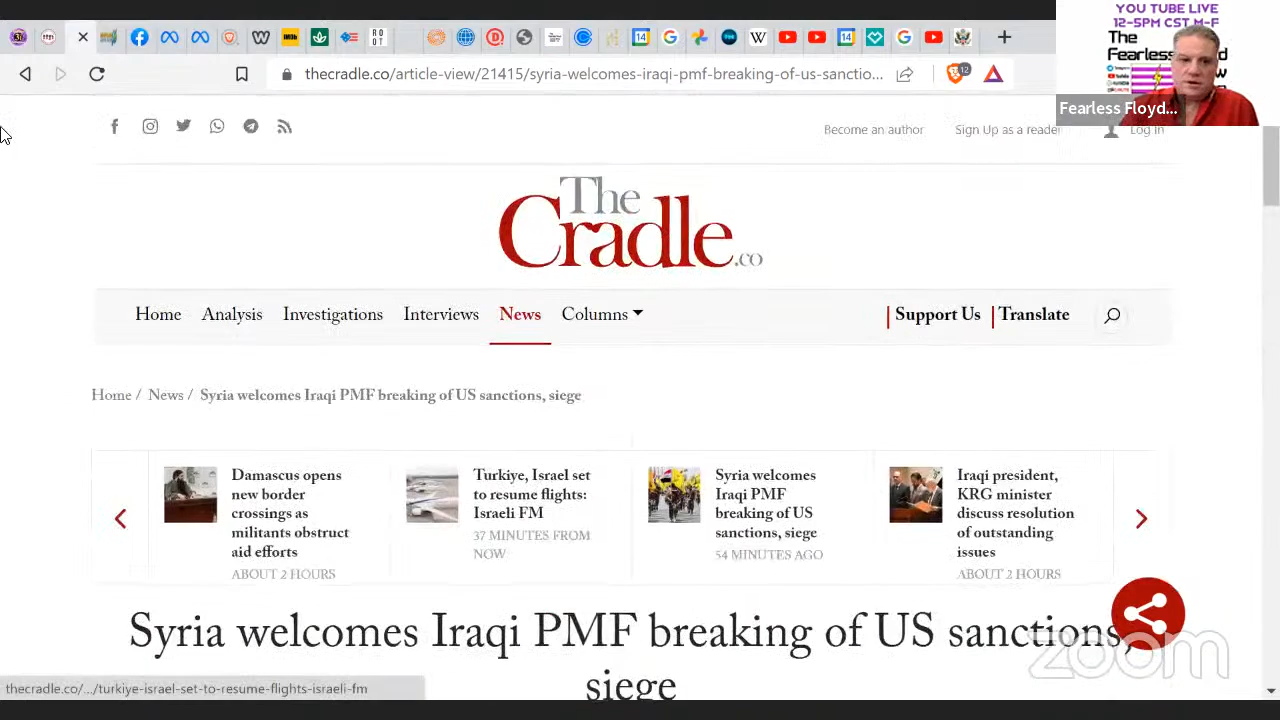 YOU TUBE LIVE
12-5PM CST M-F
The
Fearless
Fearless Floyd...
thecradle.co/article-view/21415/syria-welcomes-iraqi-pmf-breaking-of-us-sanctio...
12
Become an author
Sign Up as a reader
Log In
The
Cradle
.co
Home
Analysis
Investigations
Interviews
News
Columns
Support Us
Translate
Home / News / Syria welcomes Iraqi PMF breaking of US sanctions, siege
Damascus opens
new border
crossings as
militants obstruct
aid efforts
ABOUT 2 HOURS
Turkiye, Israel set
to resume flights:
Israeli FM
37 MINUTES FROM
NOW
Syria welcomes
Iraqi PMF
breaking of US
sanctions, siege
54 MINUTES AGO
Iraqi president,
KRG minister
discuss resolution
of outstanding
issues
ABOUT 2 HOURS
Syria welcomes Iraqi PMF breaking of US sanctions,
siege
zoom
thecradle.co/.../turkiye-israel-set-to-resume-flights-israeli-fm